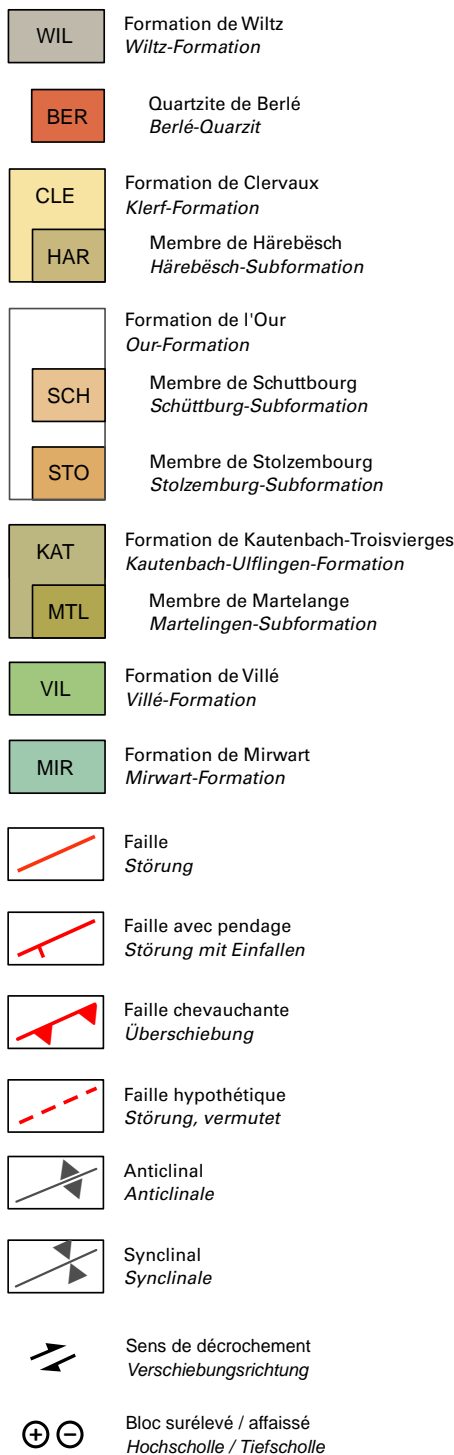 WIL
Formation de Wiltz
Wiltz-Formation
BER
Quartzite de Berlé
Berlé-Quarzit
CLE
Formation de Clervaux
Klerf-Formation
HAR
Membre de Härebësch
Härebësch-Subformation
Formation de l'Our
Our-Formation
SCH
Membre de Schuttbourg
Schüttburg-Subformation
STO
Membre de Stolzembourg
Stolzemburg-Subformation
KAT
Formation de Kautenbach-Troisvierges
Kautenbach-Ulflingen-Formation
MTL
Membre de Martelange
Martelingen-Subformation
VIL
Formation de Villé
Villé-Formation
MIR
Formation de Mirwart
Mirwart-Formation
Faille
Störung
Faille avec pendage
Störung mit Einfallen
Faille chevauchante
Überschiebung
Faille hypothétique
Störung, vermutet
Anticlinal
Anticlinale
Synclinal
Synclinale
Sens de décrochement
Verschiebungsrichtung
Bloc surélevé / affaissé
Hochscholle / Tiefscholle